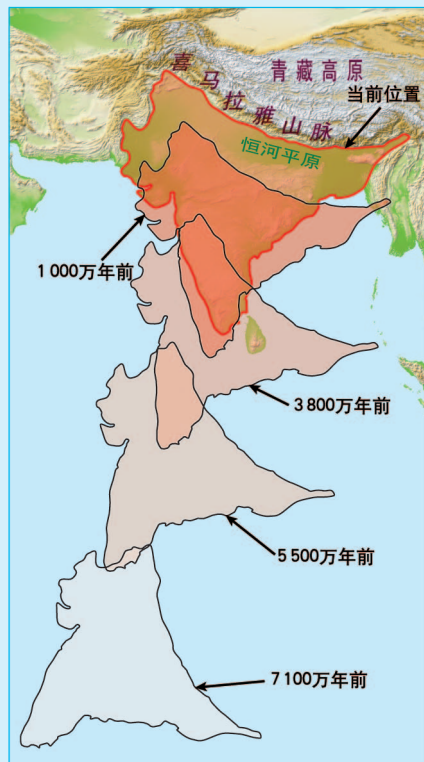 喜马拉雅山脉
青藏高原
当前位置
恒河平原
1 000万年前
3 800万年前
5 500万年前
7 100万年前